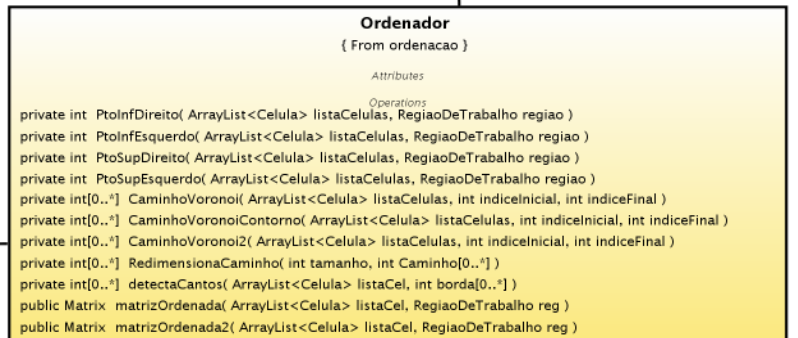 Ordenador
{ From ordenacao }
Attributes
Operations
private int PtoInfDireito( ArrayList<Celula> listaCelulas, RegiaoDeTrabalho regiao )
private int PtoInfEsquerdo( ArrayList<Celula> listaCelulas, RegiaoDeTrabalho regiao )
private int PtoSupDireito( ArrayList<Celula> listaCelulas, RegiaoDeTrabalho regiao )
private int PtoSupEsquerdo( ArrayList<Celula> listaCelulas, RegiaoDeTrabalho regiao )
private int[0..*] CaminhoVoronoi( ArrayList<Celula> listaCelulas, int indiceInicial, int indiceFinal )
private int[0..*] CaminhoVoronoiContorno( ArrayList<Celula> listaCelulas, int indiceInicial, int indiceFinal )
private int[0..*] CaminhoVoronoi2( ArrayList<Celula> listaCelulas, int indiceInicial, int indiceFinal )
private int[0..*] RedimensionaCaminho( int tamanho, int Caminho[0..*] )
private int[0..*] detectaCantos( ArrayList<Celula> listaCel, int borda[0..*] )
public Matrix matrizOrdenada( ArrayList<Celula> listaCel, RegiaoDeTrabalho reg )
public Matrix matrizOrdenada2( ArrayList<Celula> listaCel, RegiaoDeTrabalho reg )